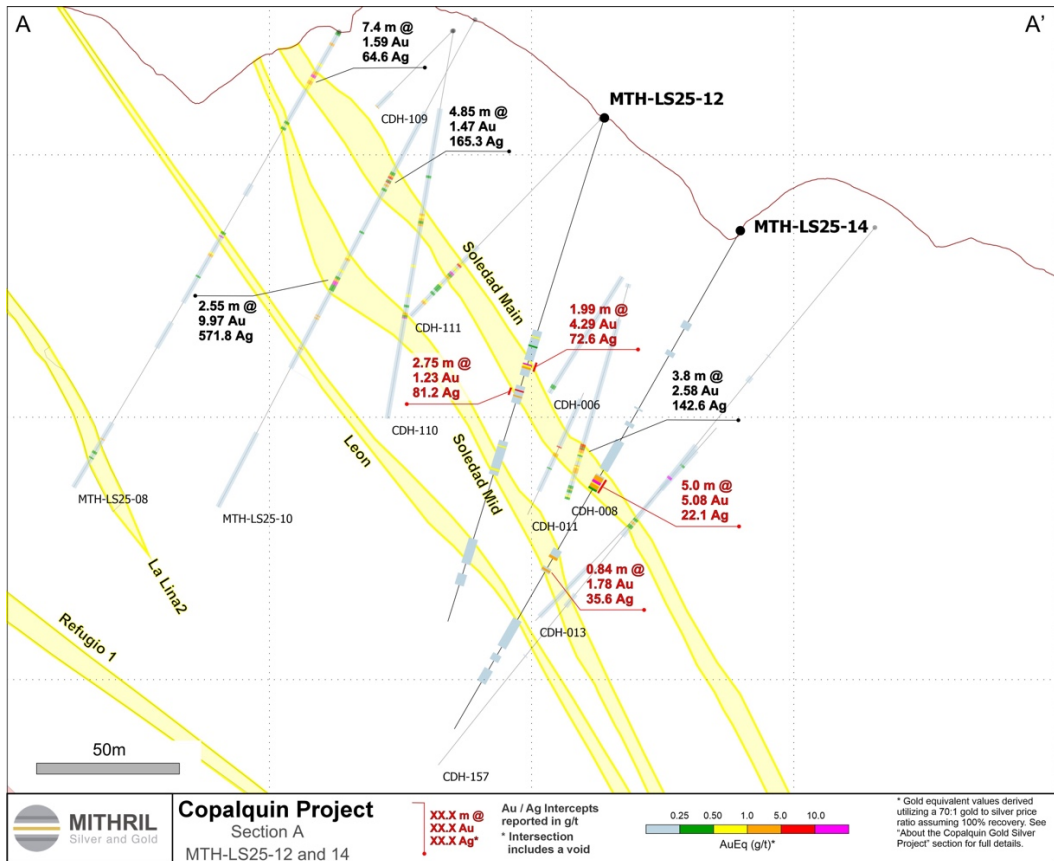 A
A'
7.4 m @
1.59 Au
64.6 Ag
CDH-109
4.85 m @
1.47 Au
165.3 Ag
MTH-LS25-12
MTH-LS25-14
Soledad Main
2.55 m @
9.97 Au
571.8 Ag
CDH-111
1.99 m @
4.29 Au
72.6 Ag
2.75 m @
1.23 Au
81.2 Ag
3.8 m @
2.58 Au
142.6 Ag
CDH-006
CDH-110
Leon
Soledad Mid
MTH-LS25-08
MTH-LS25-10
CDH-011
CDH-008
5.0 m @
5.08 Au
22.1 Ag
La Lina2
0.84 m @
1.78 Au
35.6 Ag
Refugio 1
CDH-013
50m
CDH-157
MITHRIL
Silver and Gold
Copalquin Project
Section A
MTH-LS25-12 and 14
XX.X m @
XX.X Au
XX.X Ag*
Au / Ag Intercepts
reported in g/t
* Intersection
includes a void
0.25 0.50 1.0 5.0 10.0
AuEq (g/t)*
* Gold equivalent values derived
utilizing a 70:1 gold to silver price
ratio assuming 100% recovery. See
"About the Copalquin Gold Silver
Project" section for full details.